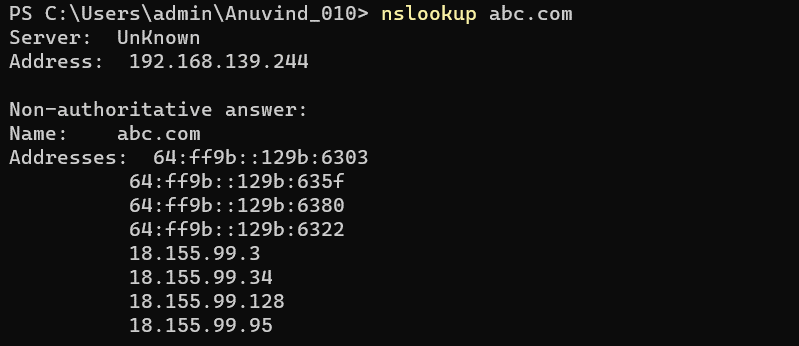 PS C:\Users\admin\Anuvind_010> nslookup abc.com
Server:  UnKnown
Address:  192.168.139.244

Non-authoritative answer:
Name:    abc.com
Addresses:  64:ff9b::129b:6303
          64:ff9b::129b:635f
          64:ff9b::129b:6380
          64:ff9b::129b:6322
          18.155.99.3
          18.155.99.34
          18.155.99.128
          18.155.99.95